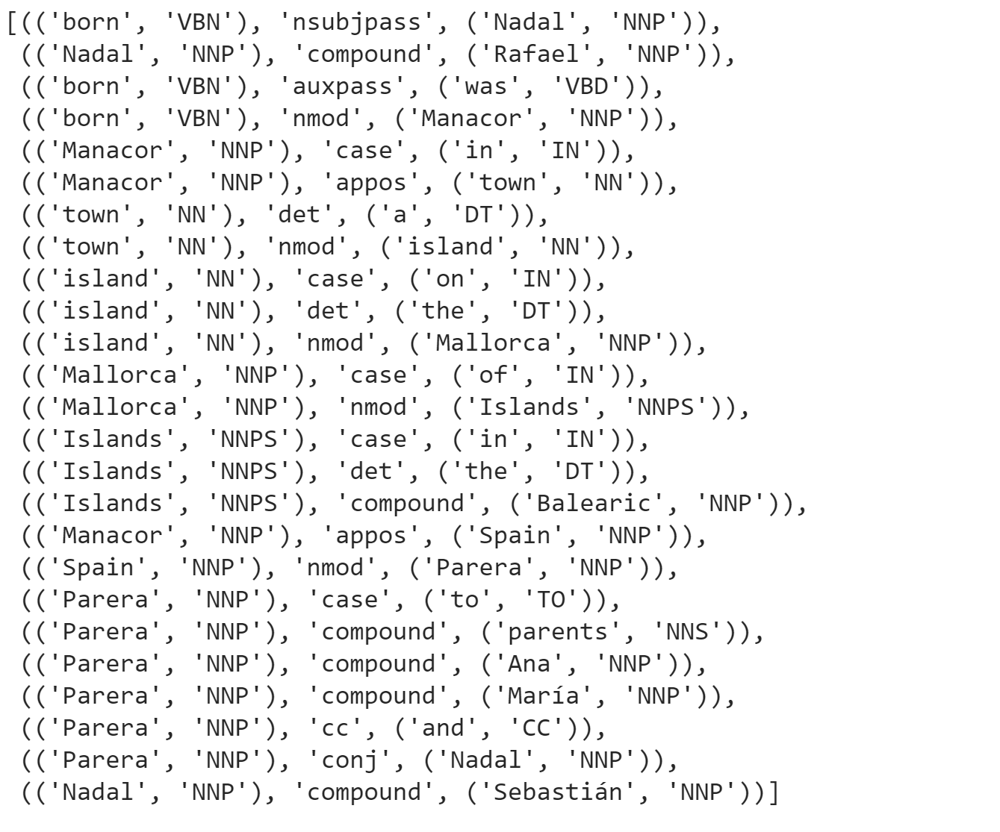 [(('born', 'VBN'), 'nsubjpass', ('Nadal', 'NNP')),
(('Nadal', 'NNP'), 'compound', ('Rafael', 'NNP')),
(('born', 'VBN'), 'auxpass', ('was', 'VBD')),
(('born', 'VBN'), 'nmod', ('Manacor', 'NNP')),
(('Manacor', 'NNP'), 'case', ('in', 'IN')),
(('Manacor', 'NNP'), 'appos', ('town', 'NN')),
(('town', 'NN'), 'det', ('a', 'DT')),
(('town', 'NN'), 'nmod', ('island', 'NN')),
(('island', 'NN'), 'case', ('on', 'IN')),
(('island', 'NN'), 'det', ('the', 'DT')),
(('island', 'NN'), 'nmod', ('Mallorca', 'NNP')),
(('Mallorca', 'NNP'), 'case', ('of', 'IN')),
(('Mallorca', 'NNP'), 'nmod', ('Islands', 'NNPS')),
(('Islands', 'NNPS'), 'case', ('in', 'IN')),
(('Islands', 'NNPS'), 'det', ('the', 'DT')),
(('Islands', 'NNPS'), 'compound', ('Balearic', 'NNP')),
(('Manacor', 'NNP'), 'appos', ('Spain', 'NNP')),
(('Spain', 'NNP'), 'nmod', ('Parera', 'NNP')),
(('Parera', 'NNP'), 'case', ('to', 'TO')),
(('Parera', 'NNP'), 'compound', ('parents', 'NNS')),
(('Parera', 'NNP'), 'compound', ('Ana', 'NNP')),
(('Parera', 'NNP'), 'compound', ('María', 'NNP')),
(('Parera', 'NNP'), 'cc', ('and', 'CC')),
(('Parera', 'NNP'), 'conj', ('Nadal', 'NNP')),
(('Nadal', 'NNP'), 'compound', ('Sebastián', 'NNP'))]